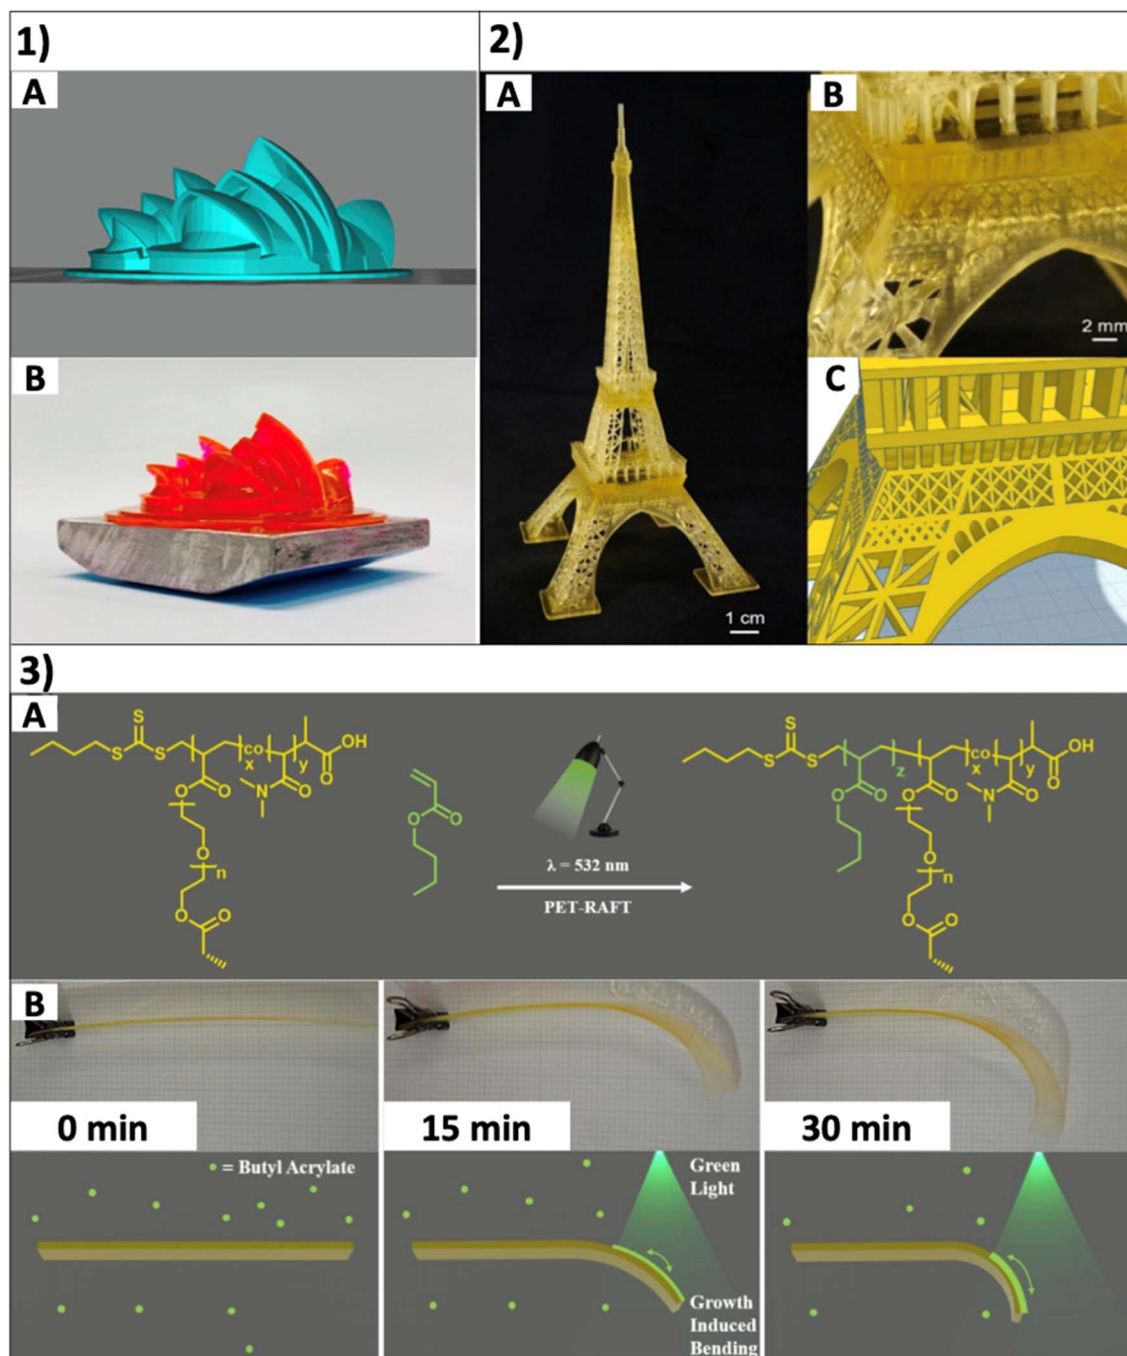 1)
A
B
2)
A
1 cm
B
2 mm
C
3)
A
S
S
S
co
x
y
OH
O
O
O
N
O
O
n
O
O
O
O
λ = 532 nm
PET-RAFT
S
S
S
z
co
x
y
OH
O
O
O
O
O
N
O
O
n
O
O
B
0 min
15 min
30 min
= Butyl Acrylate
Green
Light
Growth
Induced
Bending